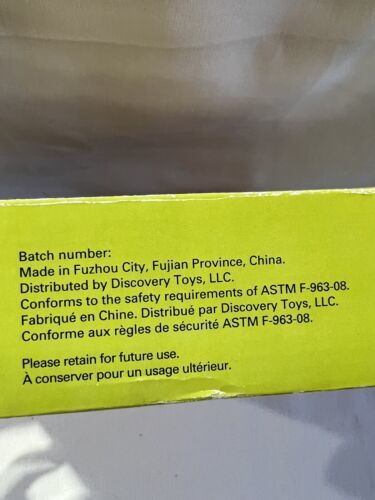 Batch number:
Made in Fuzhou City, Fujian Province, China.
Distributed by Discovery Toys, LLC.
Conforms to the safety requirements of ASTM F-963-08.
Fabriqué en Chine. Distribué par Discovery Toys, LLC.
Conforme aux règles de sécurité ASTM F-963-08.
Please retain for future use.
À conserver pour un usage ultérieur.